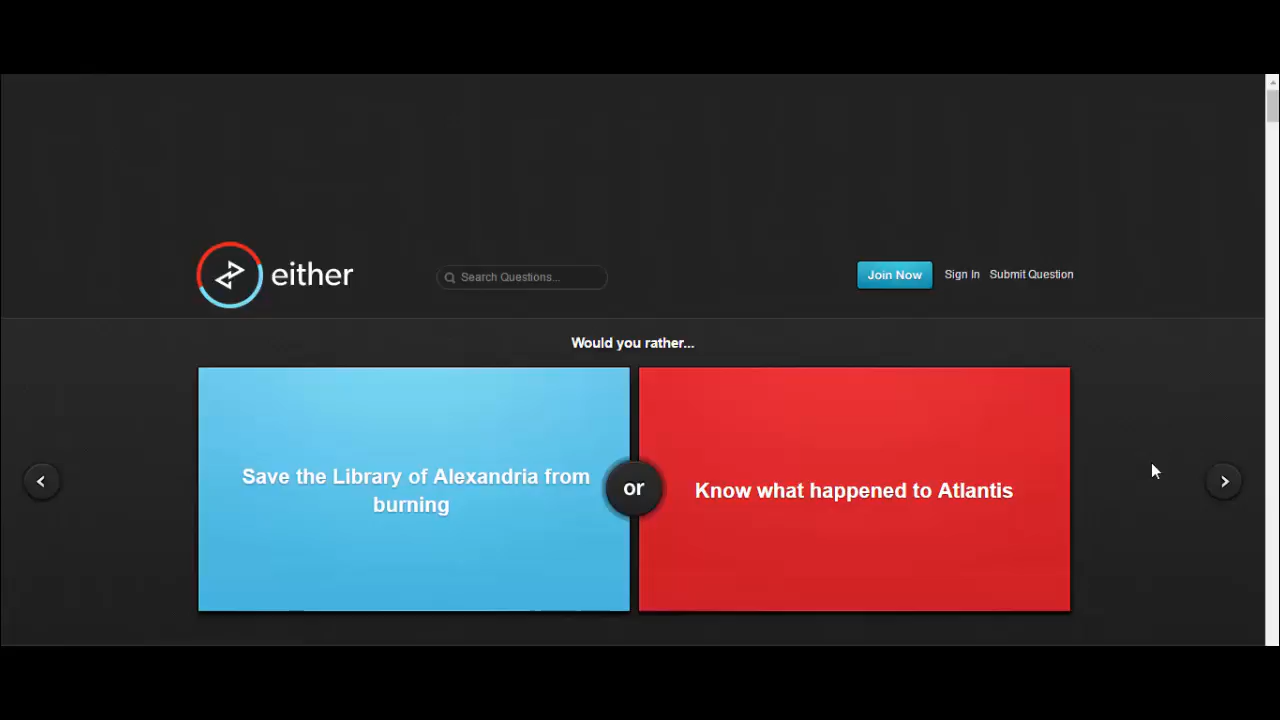 either
Search Questions...
Join Now
Sign In
Submit Question
Would you rather...
Save the Library of Alexandria from
burning
or
Know what happened to Atlantis